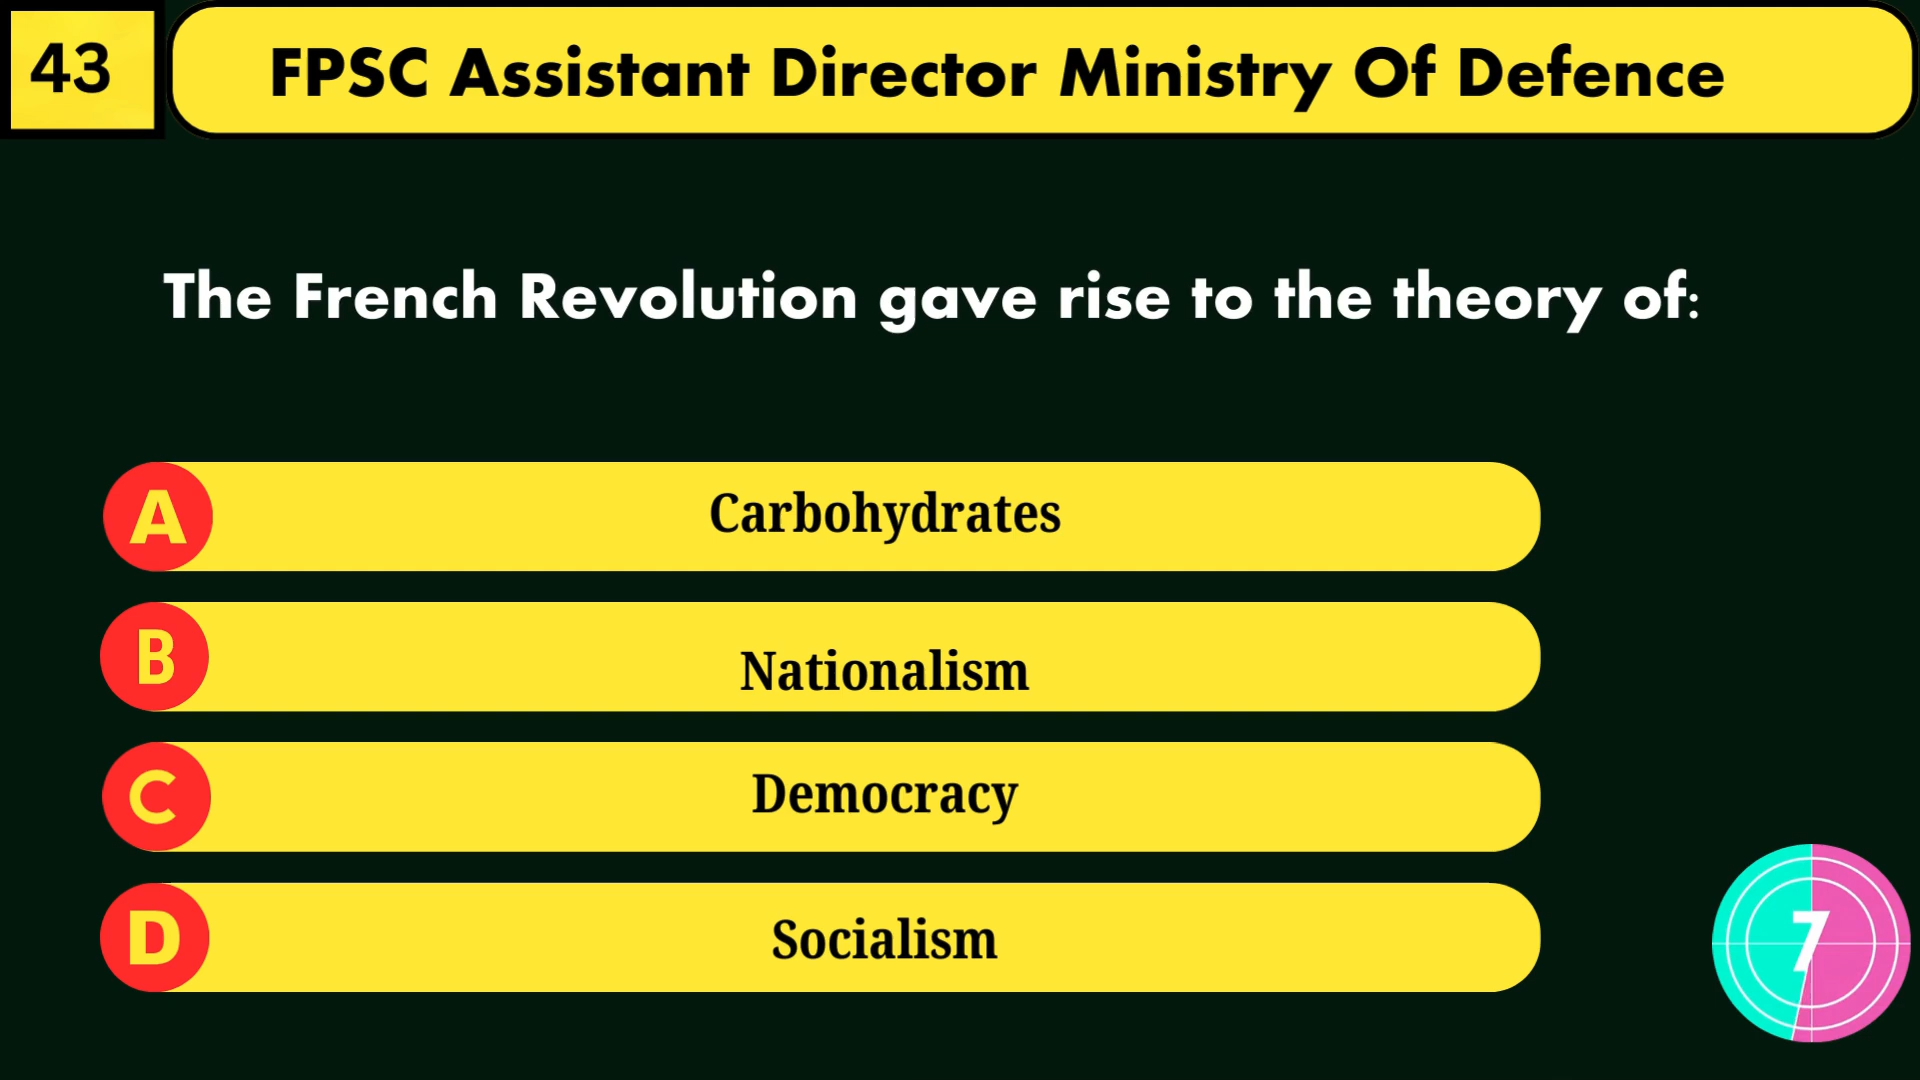 43
FPSC Assistant Director Ministry Of Defence
The French Revolution gave rise to the theory of:
A
Carbohydrates
B
Nationalism
C
Democracy
D
Socialism
7